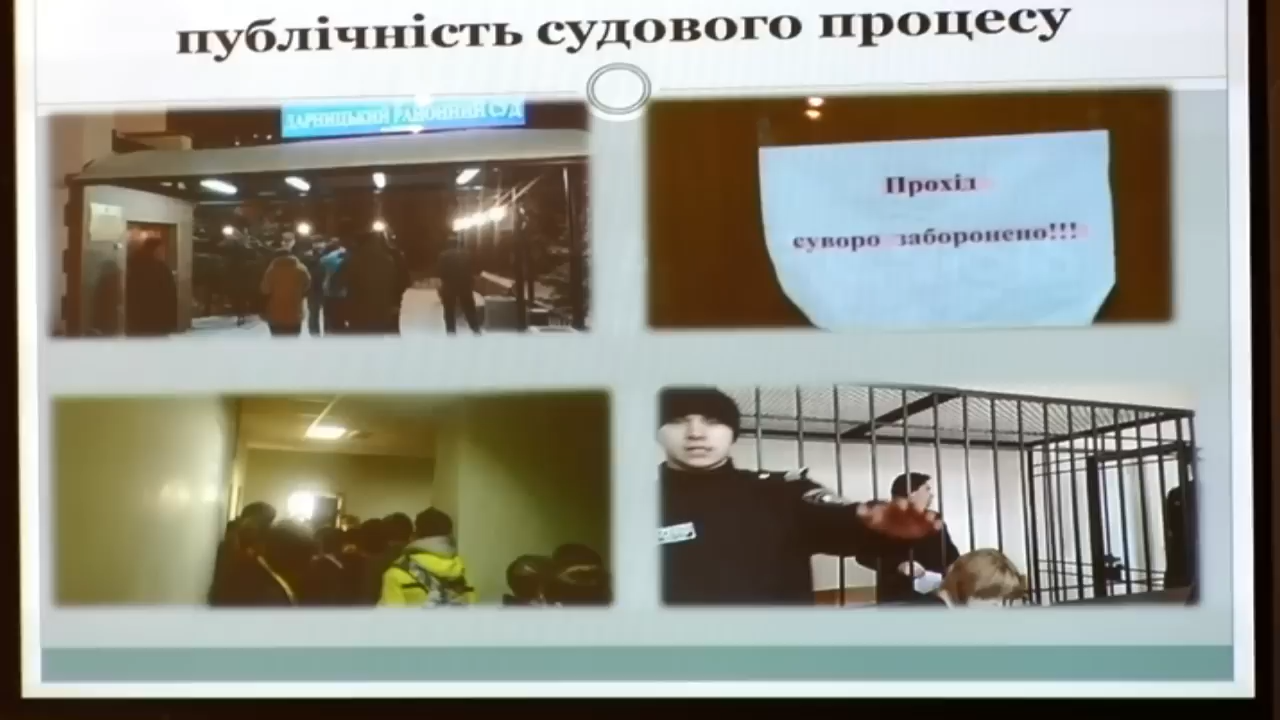 публічність судового процесу
ДАРНИЦЬКИЙ РАЙОННИЙ СУД
Прохід
суворо заборонено!!!